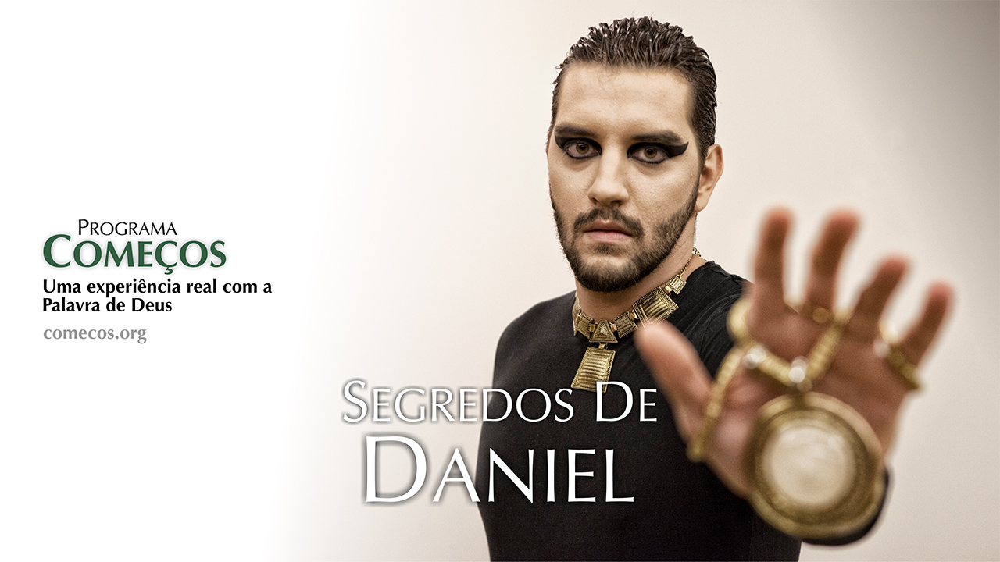 Programa
Começos
Uma experiência real com a
Palavra de Deus
comecos.org
Segredos De
Daniel